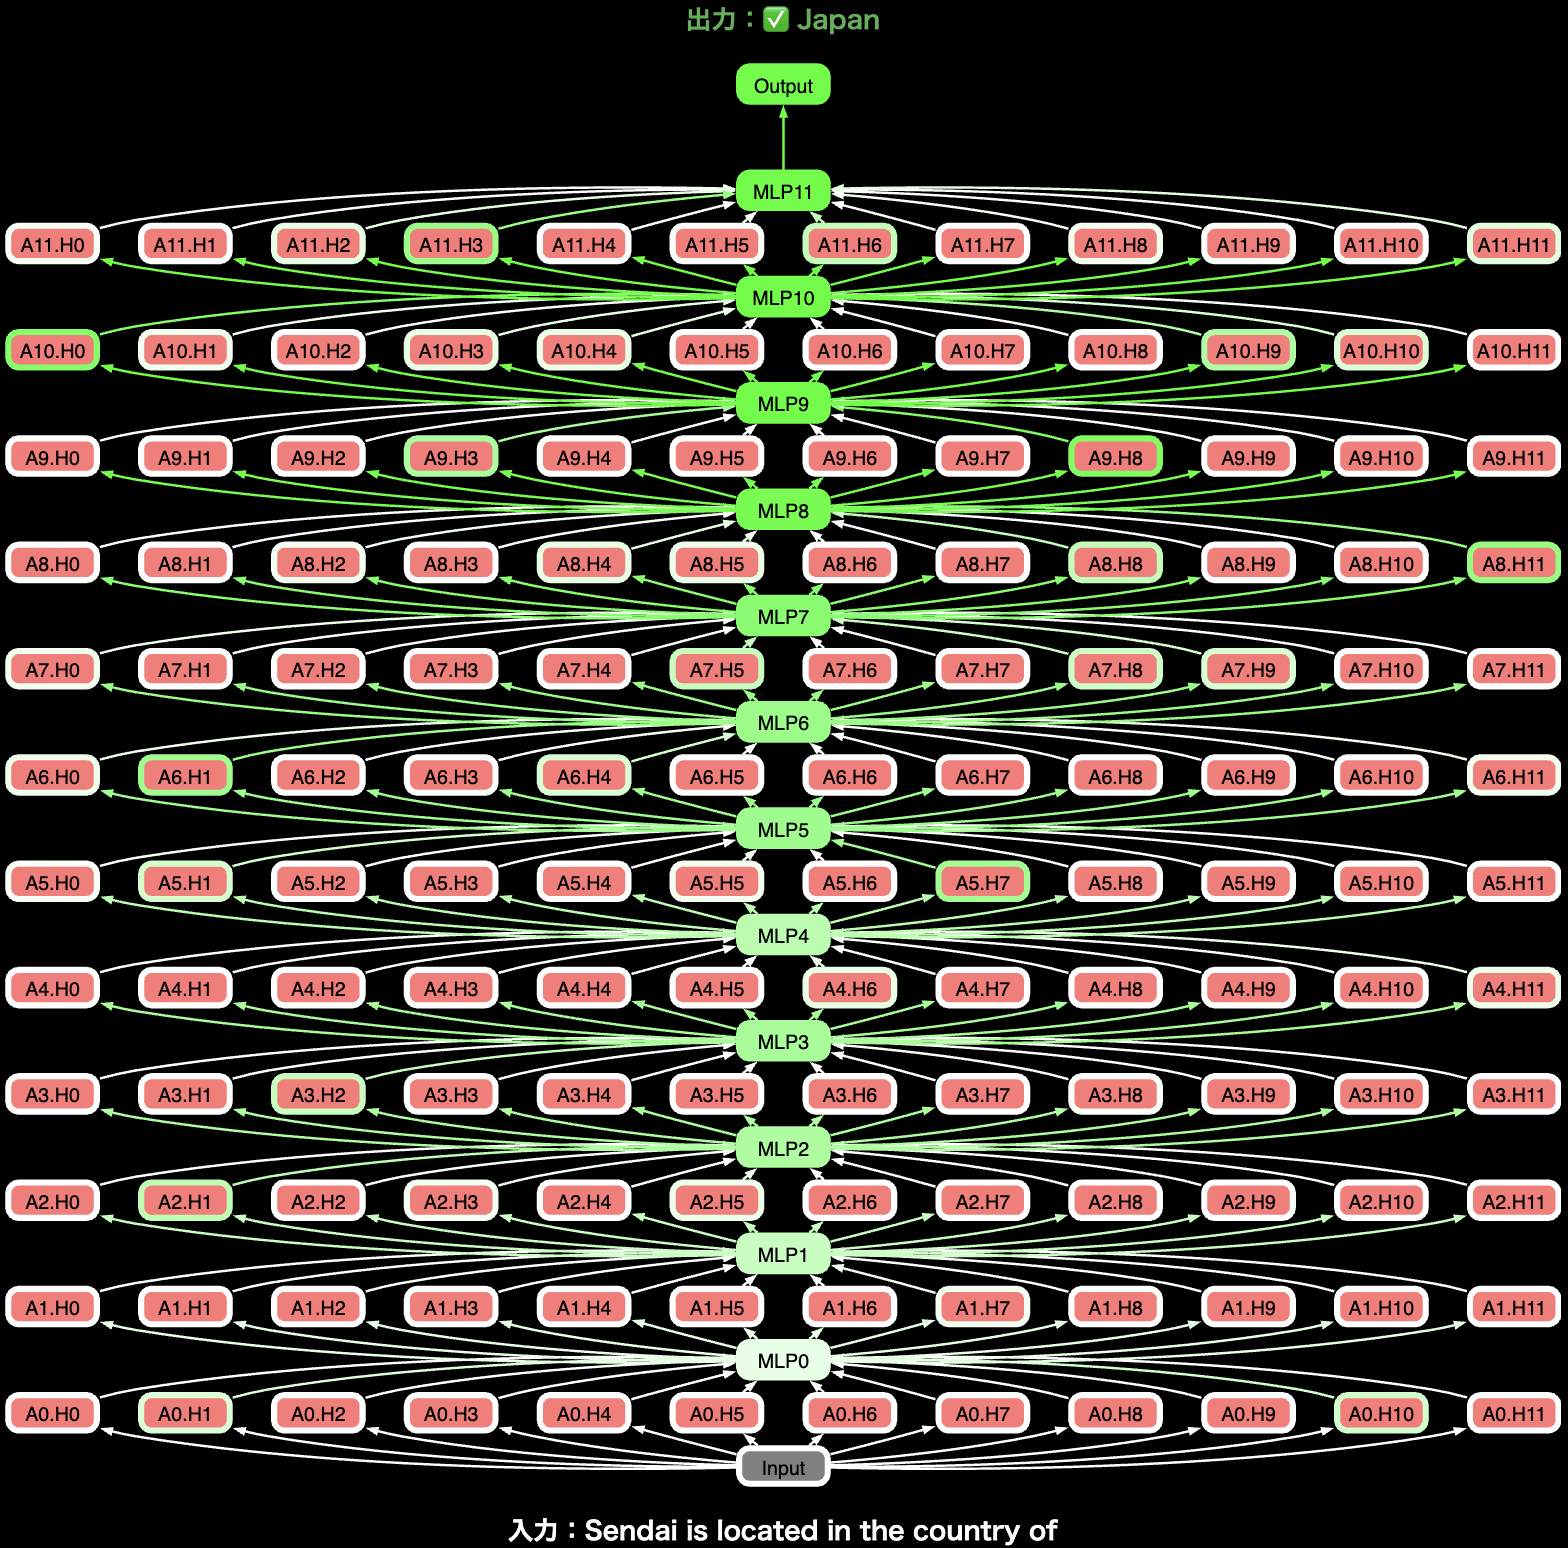 出力：✅ Japan
Output
MLP11
A11.H0 A11.H1 A11.H2 A11.H3 A11.H4 A11.H5 A11.H6 A11.H7 A11.H8 A11.H9 A11.H10 A11.H11
MLP10
A10.H0 A10.H1 A10.H2 A10.H3 A10.H4 A10.H5 A10.H6 A10.H7 A10.H8 A10.H9 A10.H10 A10.H11
MLP9
A9.H0 A9.H1 A9.H2 A9.H3 A9.H4 A9.H5 A9.H6 A9.H7 A9.H8 A9.H9 A9.H10 A9.H11
MLP8
A8.H0 A8.H1 A8.H2 A8.H3 A8.H4 A8.H5 A8.H6 A8.H7 A8.H8 A8.H9 A8.H10 A8.H11
MLP7
A7.H0 A7.H1 A7.H2 A7.H3 A7.H4 A7.H5 A7.H6 A7.H7 A7.H8 A7.H9 A7.H10 A7.H11
MLP6
A6.H0 A6.H1 A6.H2 A6.H3 A6.H4 A6.H5 A6.H6 A6.H7 A6.H8 A6.H9 A6.H10 A6.H11
MLP5
A5.H0 A5.H1 A5.H2 A5.H3 A5.H4 A5.H5 A5.H6 A5.H7 A5.H8 A5.H9 A5.H10 A5.H11
MLP4
A4.H0 A4.H1 A4.H2 A4.H3 A4.H4 A4.H5 A4.H6 A4.H7 A4.H8 A4.H9 A4.H10 A4.H11
MLP3
A3.H0 A3.H1 A3.H2 A3.H3 A3.H4 A3.H5 A3.H6 A3.H7 A3.H8 A3.H9 A3.H10 A3.H11
MLP2
A2.H0 A2.H1 A2.H2 A2.H3 A2.H4 A2.H5 A2.H6 A2.H7 A2.H8 A2.H9 A2.H10 A2.H11
MLP1
A1.H0 A1.H1 A1.H2 A1.H3 A1.H4 A1.H5 A1.H6 A1.H7 A1.H8 A1.H9 A1.H10 A1.H11
MLP0
A0.H0 A0.H1 A0.H2 A0.H3 A0.H4 A0.H5 A0.H6 A0.H7 A0.H8 A0.H9 A0.H10 A0.H11
Input
入力：Sendai is located in the country of